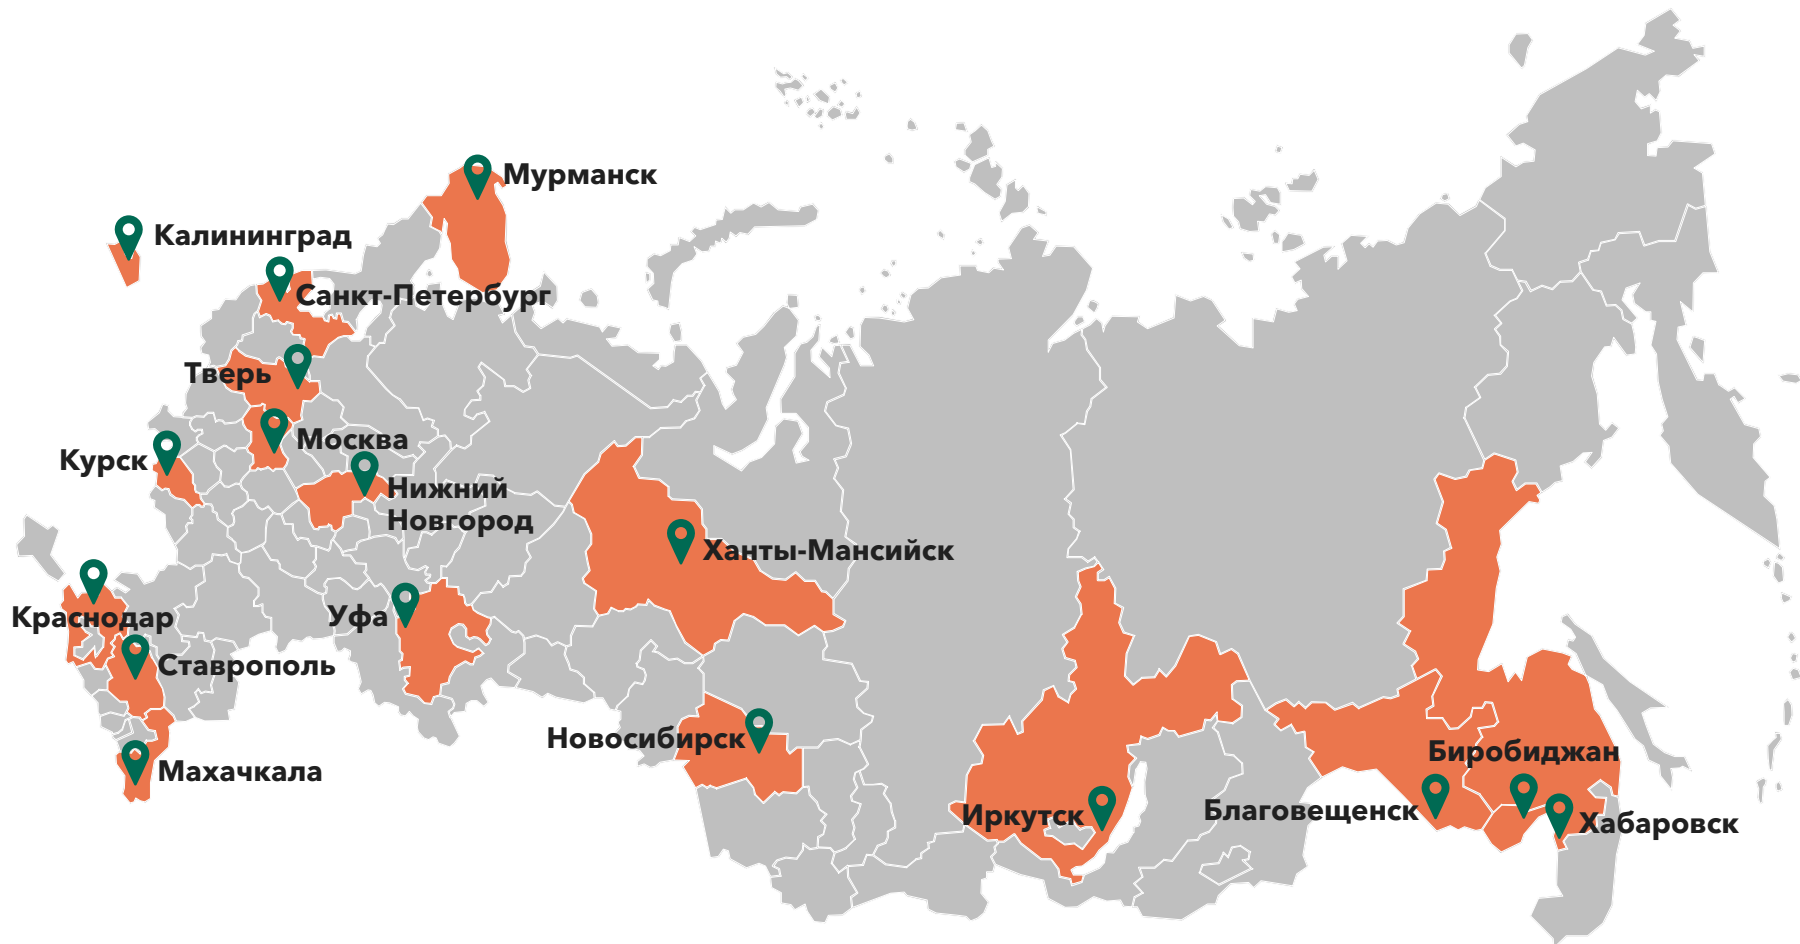 Мурманск
Калининград
Санкт-Петербург
Тверь
Москва
Курск
Нижний
Новгород
Ханты-Мансийск
Краснодар
Уфа
Ставрополь
Новосибирск
Биробиджан
Махачкала
Иркутск
Благовещенск
Хабаровск